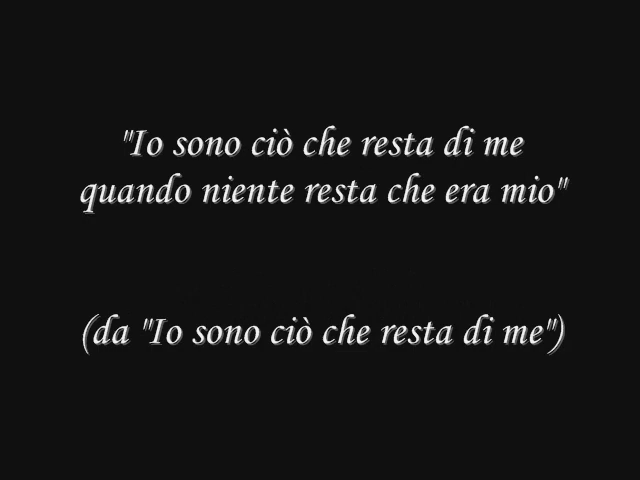 "Io sono ciò che resta di me
quando niente resta che era mio"
(da "Io sono ciò che resta di me")